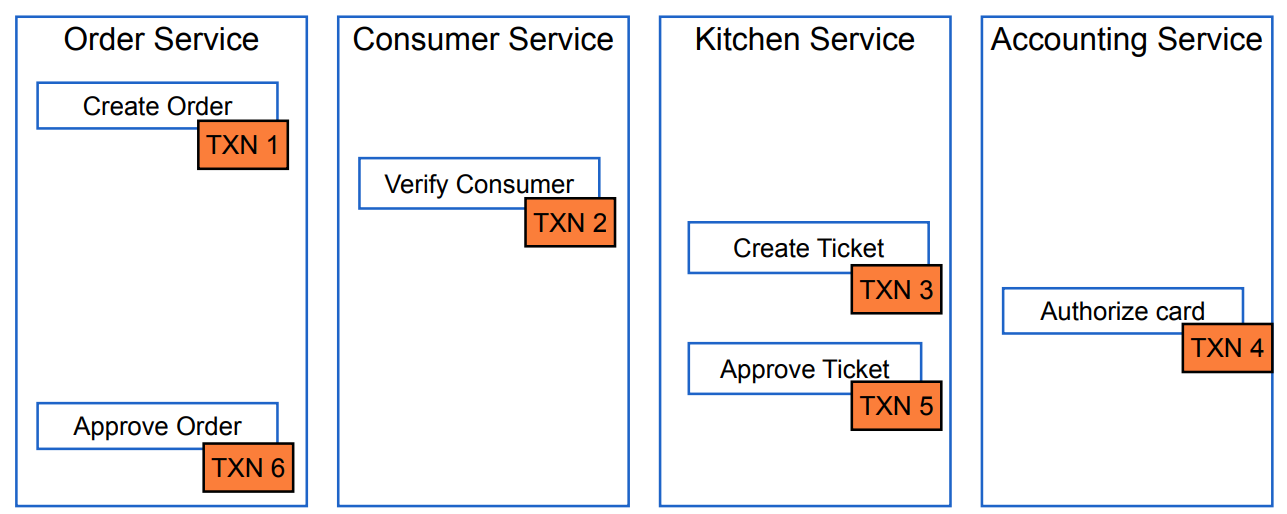 Order Service
Create Order
TXN 1
Approve Order
TXN 6
Consumer Service
Verify Consumer
TXN 2
Kitchen Service
Create Ticket
TXN 3
Approve Ticket
TXN 5
Accounting Service
Authorize card
TXN 4